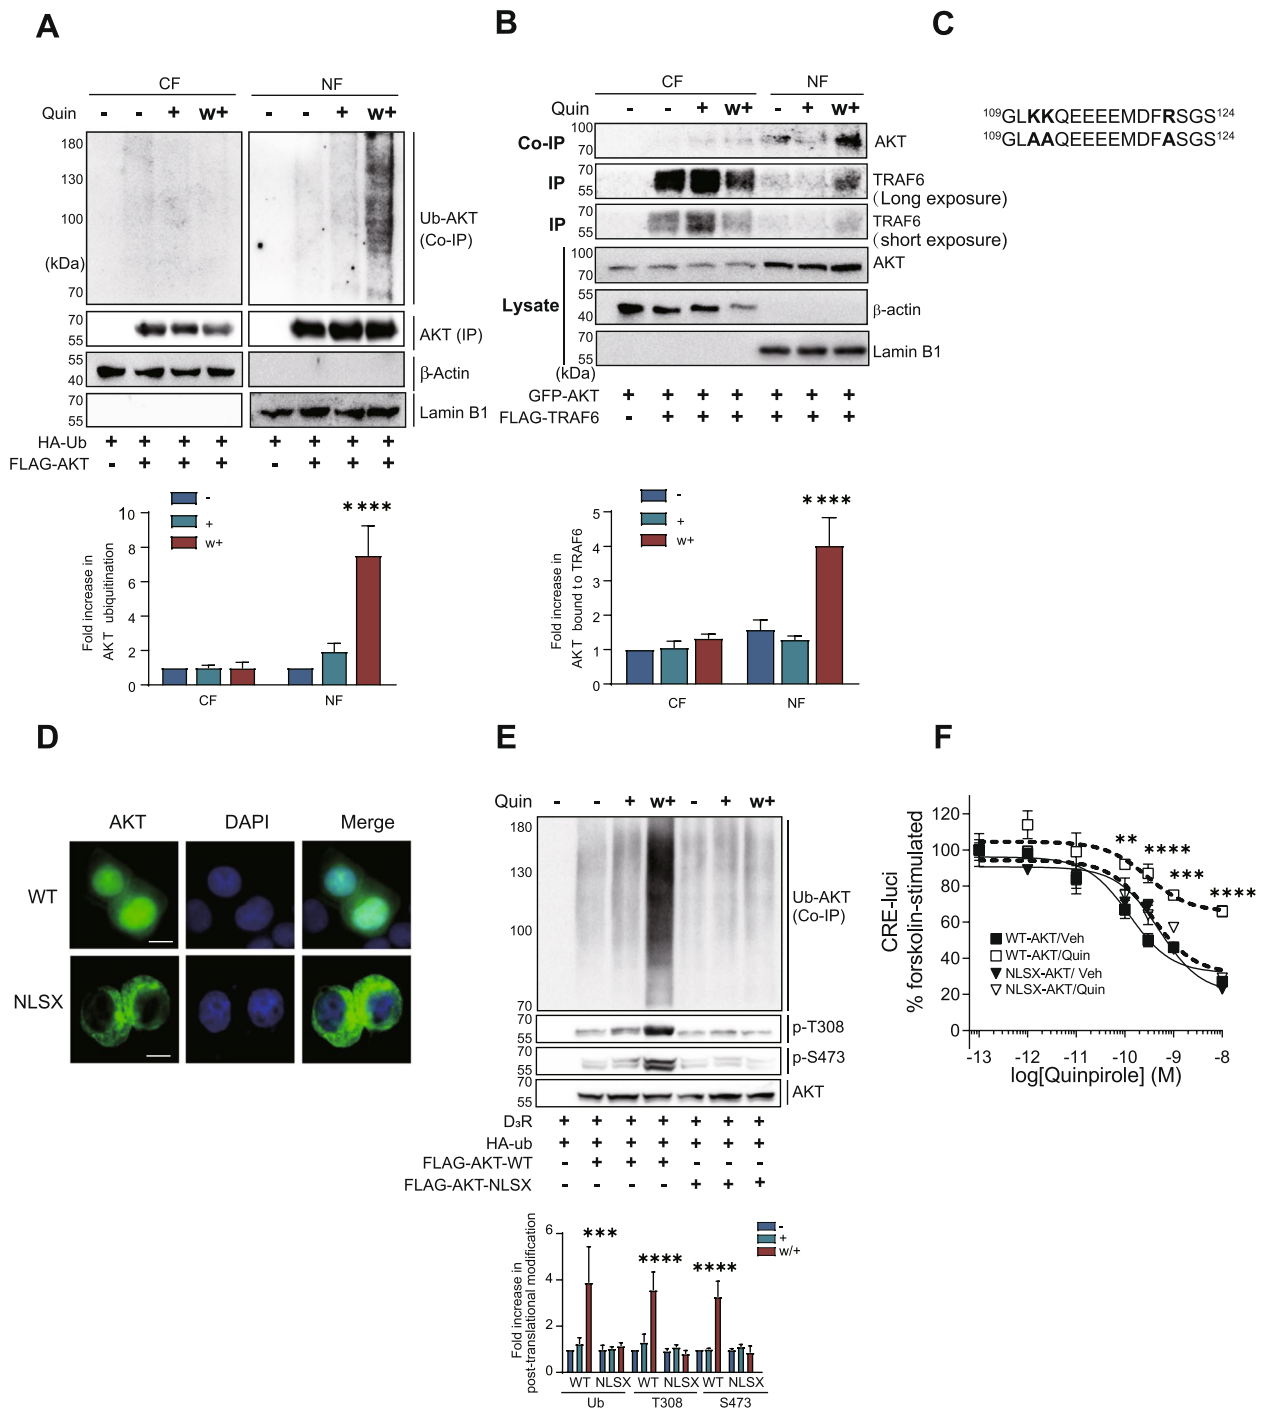 A
CF NF
Quin - - + w+ - - + w+
180
130
100
(kDa)
70
Ub-AKT
(Co-IP)
70
55
AKT (IP)
55
40
β-Actin
70
55
Lamin B1
HA-Ub + + + + + + + +
FLAG-AKT - + + + - + + +
-
+
w+
****
Fold increase in
AKT ubiquitination
10
8
6
4
2
0
CF NF
B
CF NF
Quin - - + w+ - + w+
Co-IP 100 70 AKT
IP 70 55 TRAF6
(Long exposure)
IP 70 55 TRAF6
(short exposure)
Lysate
100 70 AKT
55 40 β-actin
70 55 Lamin B1
(kDa)
GFP-AKT + + + + + + +
FLAG-TRAF6 - + + + + + +
-
+
w+
****
Fold increase in
AKT bound to TRAF6
5
4
3
2
1
0
CF NF
C
109GLKKQEEEEMDFRSGS124
109GLAAQEEEEMDFASGS124
D
AKT DAPI Merge
WT
NLSX
E
Quin - - + w+ - + w+
180
130
100
70
Ub-AKT
(Co-IP)
70 55 p-T308
70 55 p-S473
70 55 AKT
D₃R + + + + + + +
HA-ub + + + + + + +
FLAG-AKT-WT - + + + - - -
FLAG-AKT-NLSX - - - - + + +
-
+
w/+
*** **** ****
Fold increase in
post-translational modification
6
4
2
0
WT NLSX WT NLSX WT NLSX
Ub T308 S473
F
CRE-luci
% forskolin-stimulated
120
100
80
60
40
20
0
** **** *** ****
WT-AKT/Veh
WT-AKT/Quin
NLSX-AKT/ Veh
NLSX-AKT/Quin
-13 -12 -11 -10 -9 -8
log[Quinpirole] (M)